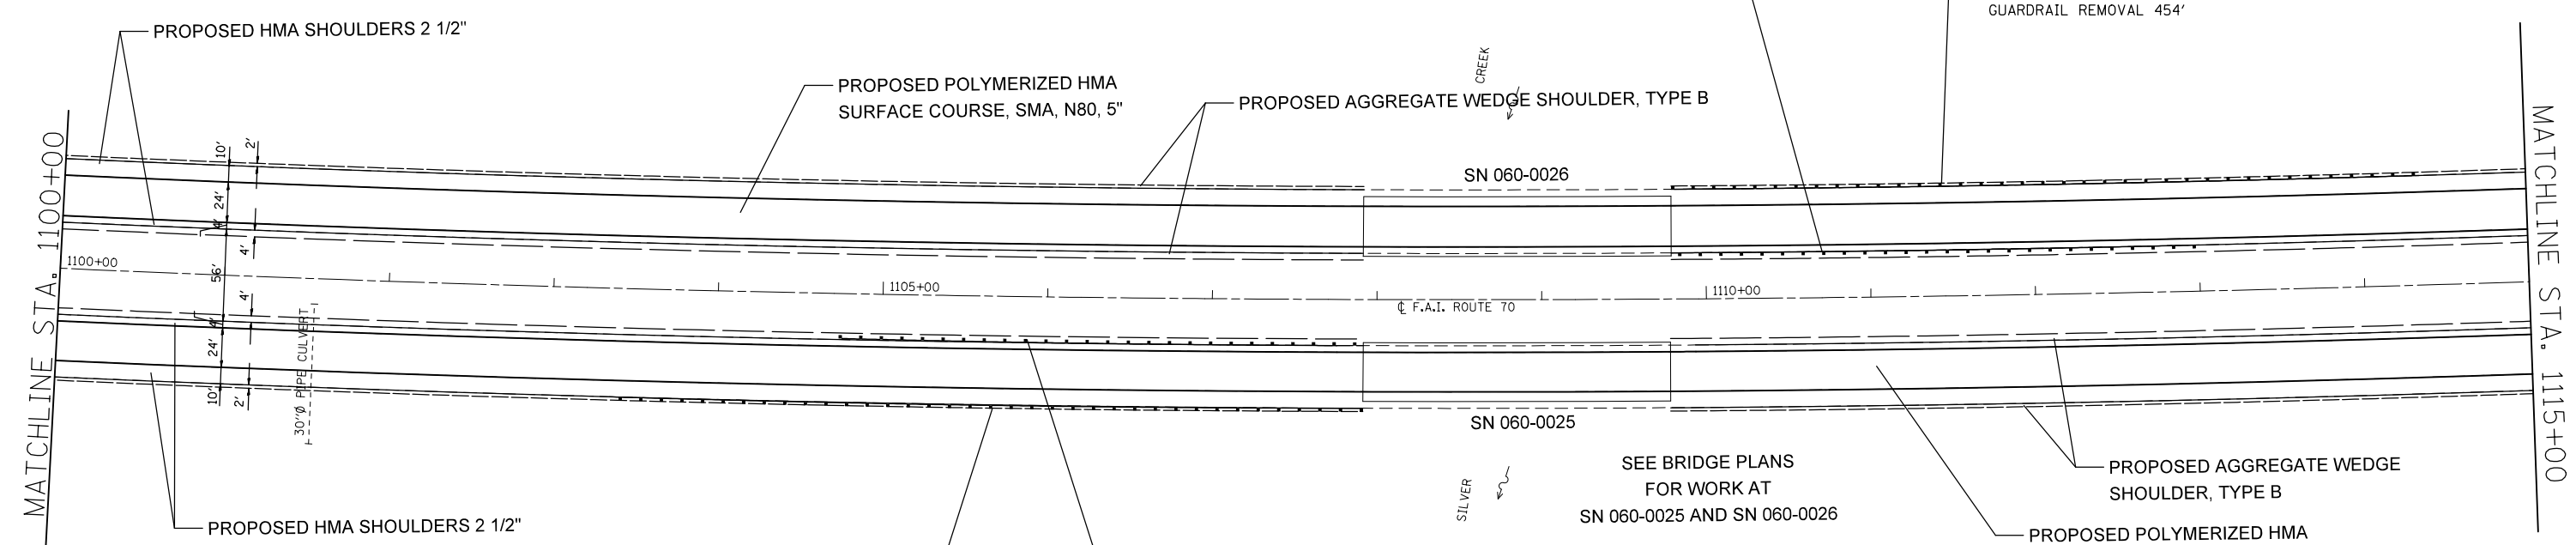 GUARDRAIL REMOVAL 454'
PROPOSED HMA SHOULDERS 2 1/2"
PROPOSED POLYMERIZED HMA
SURFACE COURSE, SMA, N80, 5"
CREEK
PROPOSED AGGREGATE WEDGE SHOULDER, TYPE B
MATCHLINE STA. 1100+00
MATCHLINE STA. 1115+00
10'
2'
24'
4'
4'
56'
4'
4'
24'
10'
2'
SN 060-0026
1100+00
1105+00
1110+00
℄ F.A.I. ROUTE 70
30"Ø PIPE CULVERT
SN 060-0025
SILVER
SEE BRIDGE PLANS
FOR WORK AT
SN 060-0025 AND SN 060-0026
PROPOSED AGGREGATE WEDGE
SHOULDER, TYPE B
PROPOSED HMA SHOULDERS 2 1/2"
PROPOSED POLYMERIZED HMA